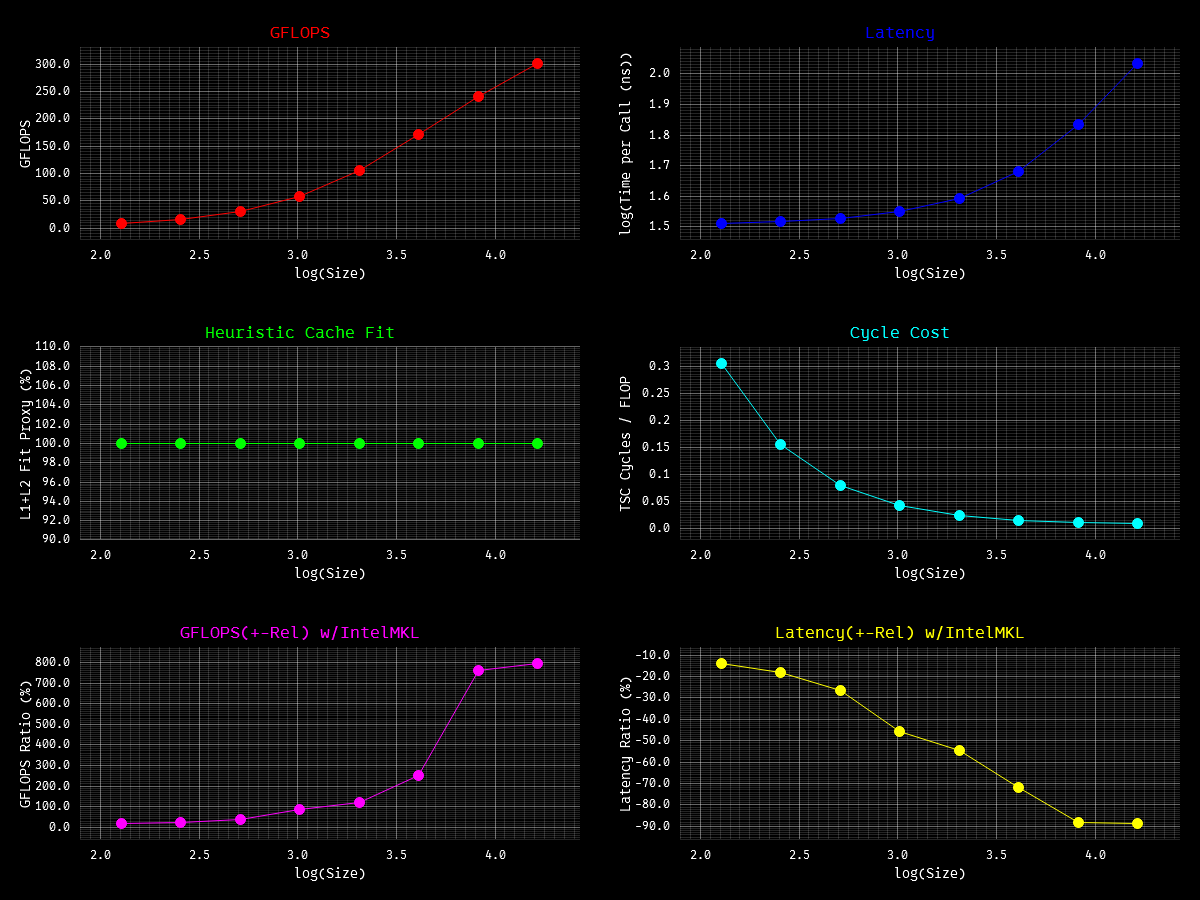 GFLOPS
GFLOPS
300.0
250.0
200.0
150.0
100.0
50.0
0.0
2.0 2.5 3.0 3.5 4.0
log(Size)
Latency
log(Time per Call (ns))
2.0
1.9
1.8
1.7
1.6
1.5
2.0 2.5 3.0 3.5 4.0
log(Size)
Heuristic Cache Fit
L1+L2 Fit Proxy (%)
110.0
108.0
106.0
104.0
102.0
100.0
98.0
96.0
94.0
92.0
90.0
2.0 2.5 3.0 3.5 4.0
log(Size)
Cycle Cost
TSC Cycles / FLOP
0.3
0.25
0.2
0.15
0.1
0.05
0.0
2.0 2.5 3.0 3.5 4.0
log(Size)
GFLOPS(+-Rel) w/IntelMKL
GFLOPS Ratio (%)
800.0
700.0
600.0
500.0
400.0
300.0
200.0
100.0
0.0
2.0 2.5 3.0 3.5 4.0
log(Size)
Latency(+-Rel) w/IntelMKL
Latency Ratio (%)
-10.0
-20.0
-30.0
-40.0
-50.0
-60.0
-70.0
-80.0
-90.0
2.0 2.5 3.0 3.5 4.0
log(Size)